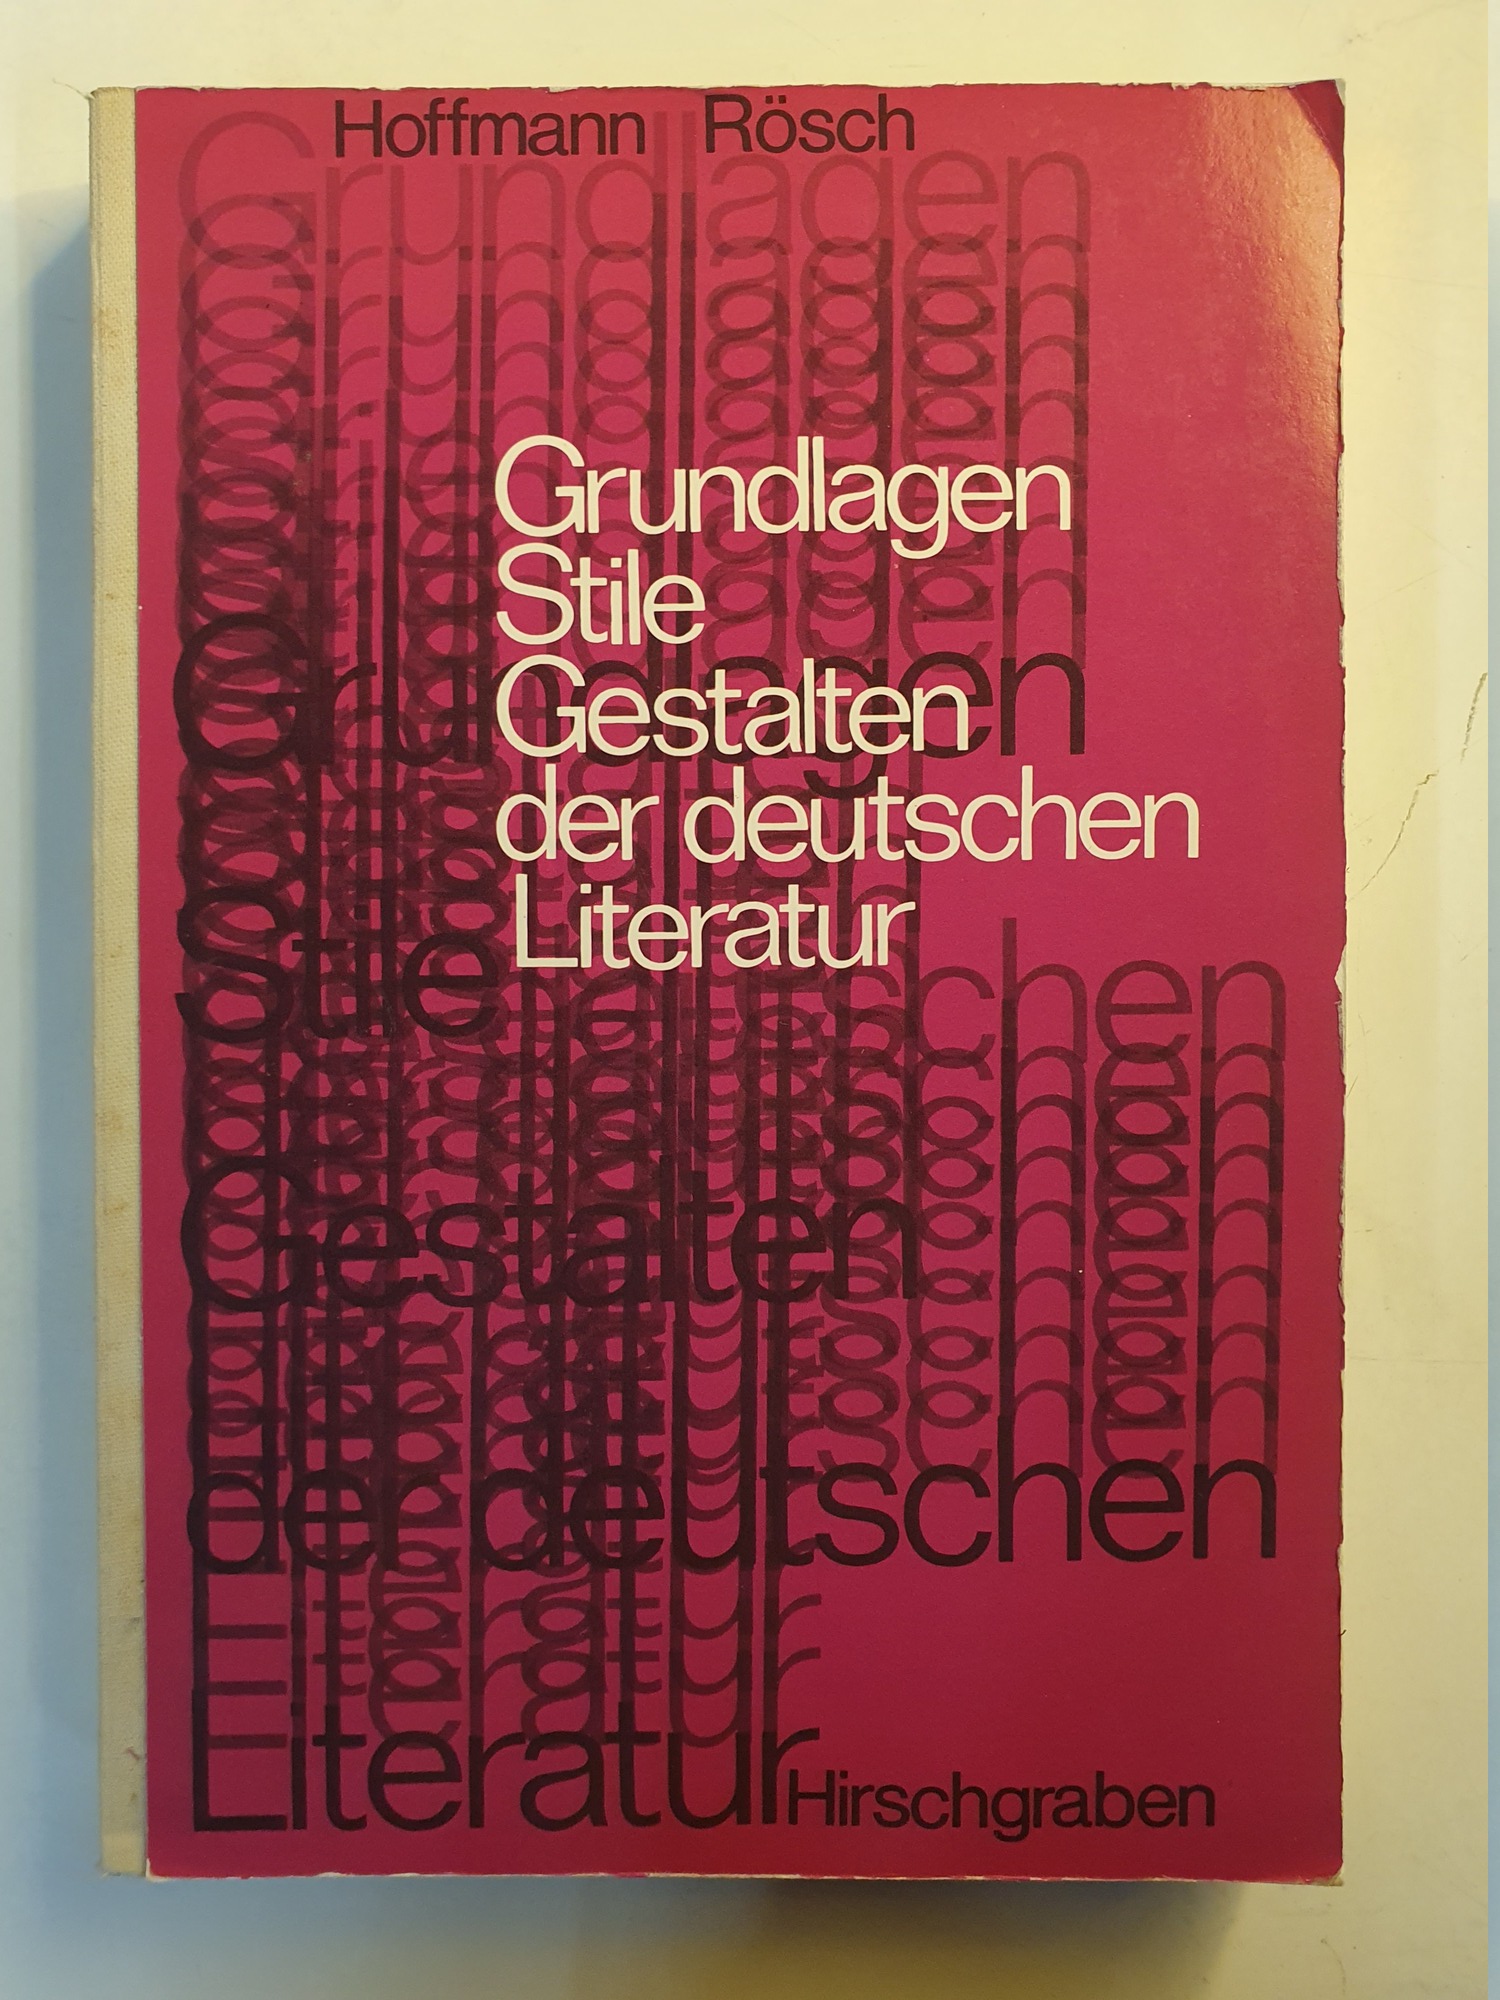 Hoffmann Rösch
Grundlagen
Stile
Gestalten
der deutschen
Literatur
Grundlagen
Stile
Gestalten
der deutschen
Literatur
Hirschgraben